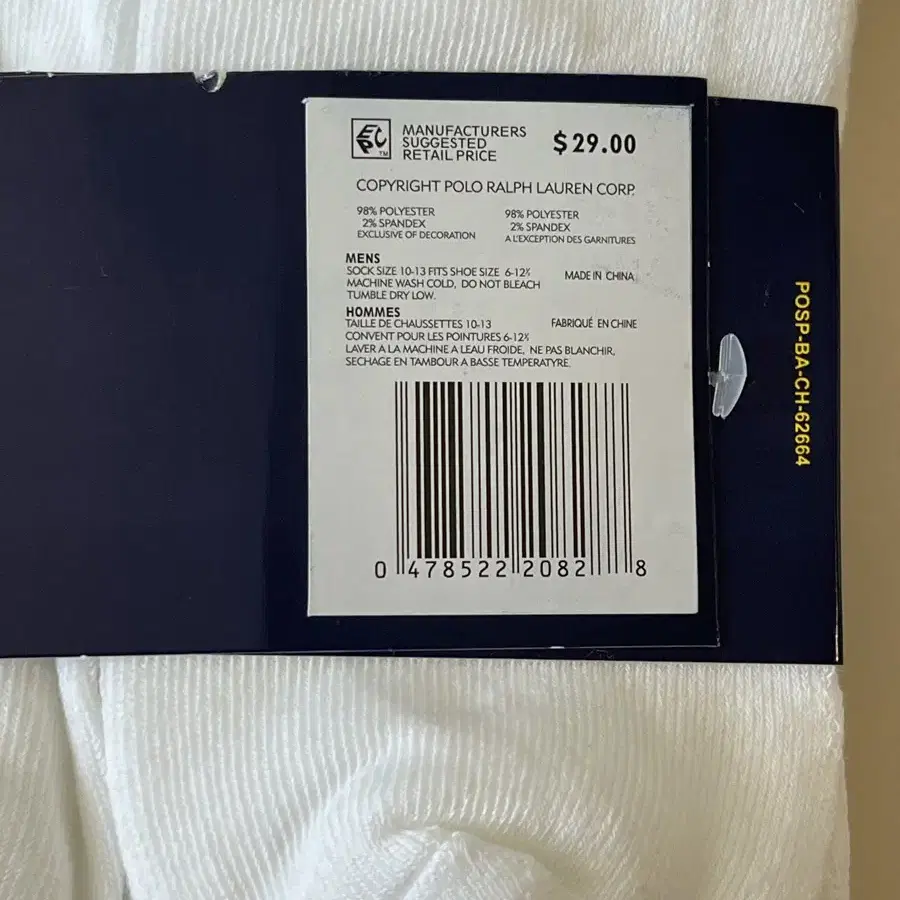 MANUFACTURERS
SUGGESTED
RETAIL PRICE
$29.00
COPYRIGHT POLO RALPH LAUREN CORP.
98% POLYESTER
2% SPANDEX
EXCLUSIVE OF DECORATION
98% POLYESTER
2% SPANDEX
A L'EXCEPTION DES GARNITURES
MENS
SOCK SIZE 10-13 FITS SHOE SIZE 6-12½
MACHINE WASH COLD, DO NOT BLEACH
TUMBLE DRY LOW.
MADE IN CHINA
HOMMES
TAILLE DE CHAUSSETTES 10-13
CONVENT POUR LES POINTURES 6-12½
LAVER A LA MACHINE A LEAU FROIDE, NE PAS BLANCHIR,
SECHAGE EN TAMBOUR A BASSE TEMPERATYRE.
FABRIQUÉ EN CHINE
0 478522 2082 8
POSP-BA-CH-62664